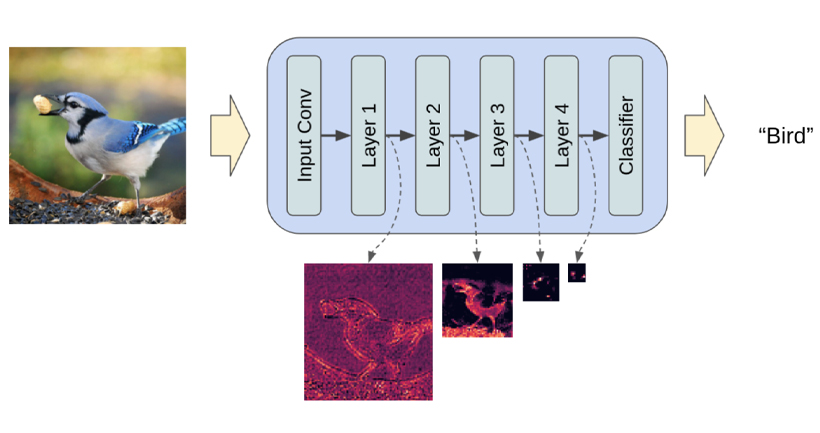 Input Conv
Layer 1
Layer 2
Layer 3
Layer 4
Classifier
“Bird”